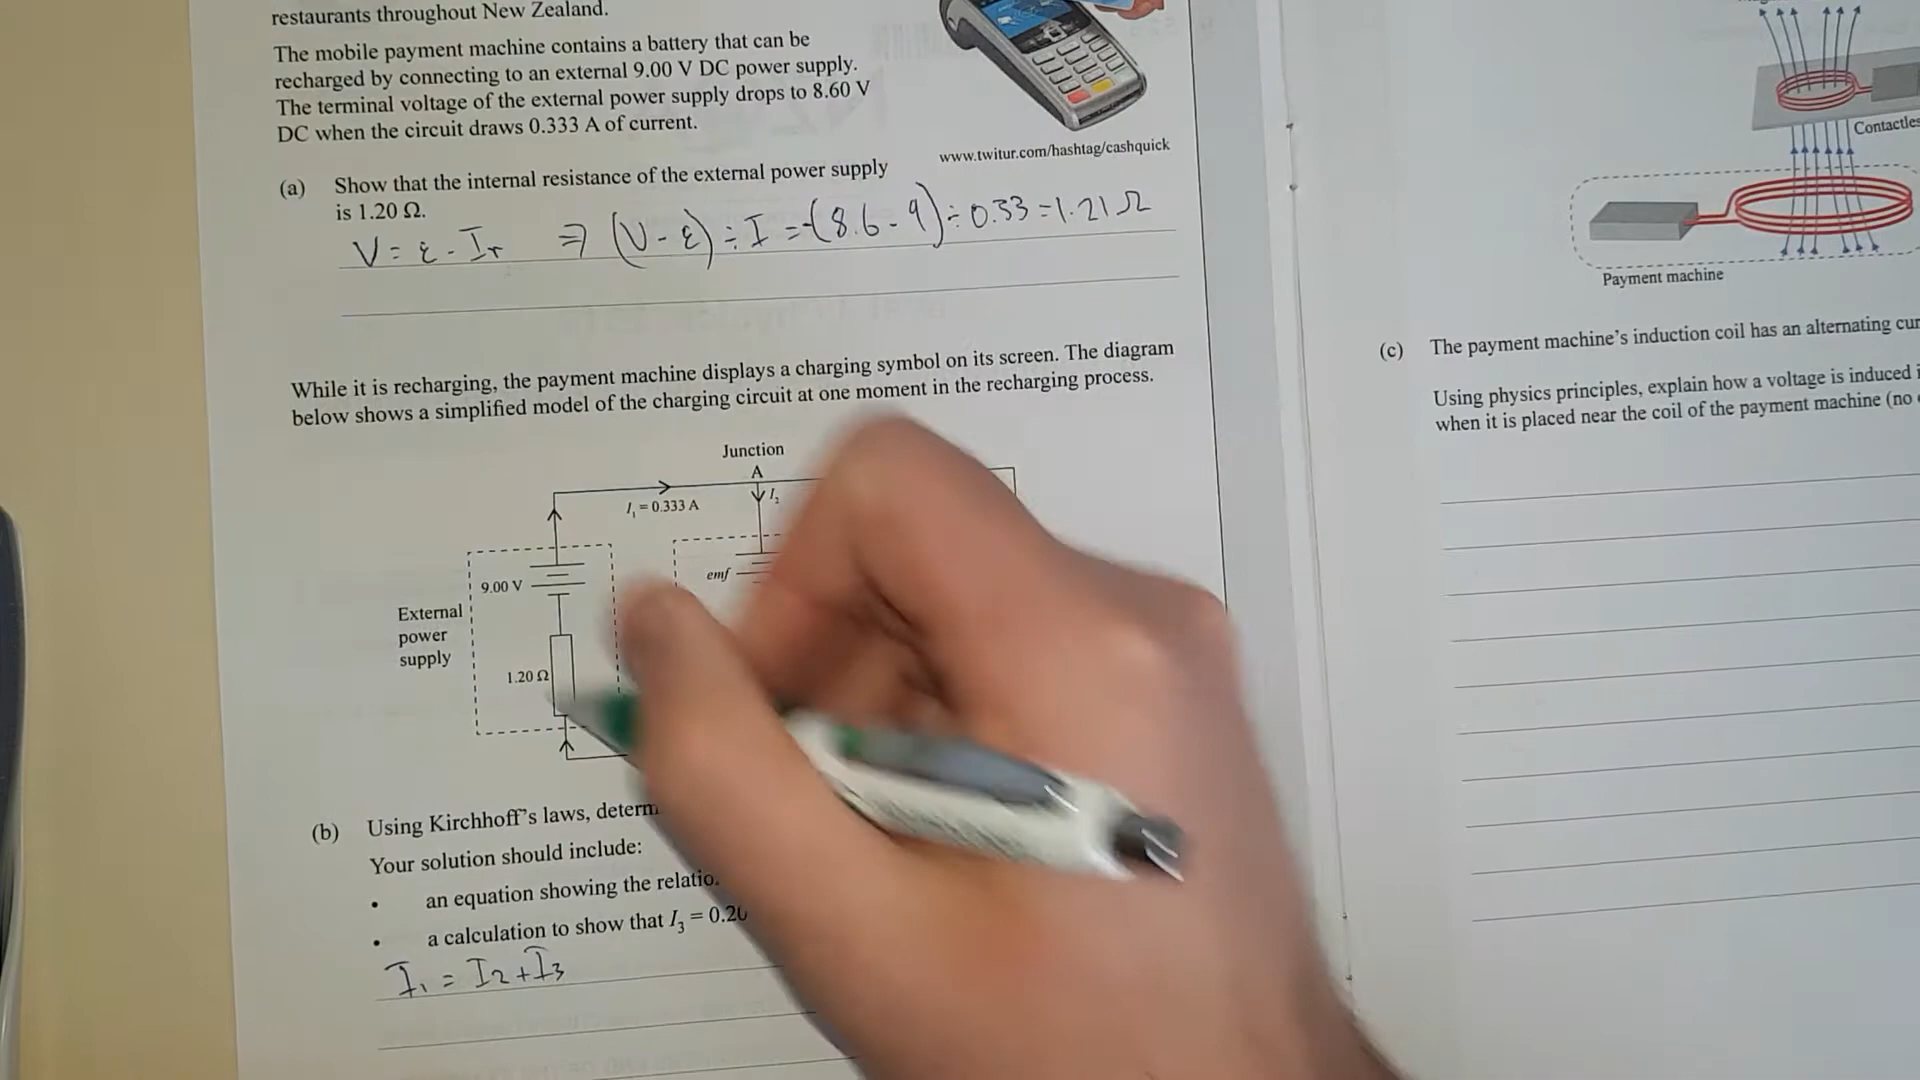 restaurants throughout New Zealand.
The mobile payment machine contains a battery that can be
recharged by connecting to an external 9.00 V DC power supply.
The terminal voltage of the external power supply drops to 8.60 V
DC when the circuit draws 0.333 A of current.
www.twitur.com/hashtag/cashquick
(a) Show that the internal resistance of the external power supply
is 1.20 Ω.
V = ε - Ir ⇒ (V - ε) ÷ I = -(8.6 - 9) ÷ 0.33 = 1.21 Ω
While it is recharging, the payment machine displays a charging symbol on its screen. The diagram
below shows a simplified model of the charging circuit at one moment in the recharging process.
Junction
A
I₁ = 0.333 A
I₂
9.00 V
emf
External
power
supply
1.20 Ω
(b) Using Kirchhoff's laws,
Your solution should include:
• an equation showing the
• a calculation to show that I₃ =
I₁ = I₂ + I₃
Payment machine
(c) The payment machine's induction coil has an alternating
Using physics principles, explain how a voltage is induced
when it is placed near the coil of the payment machine (no